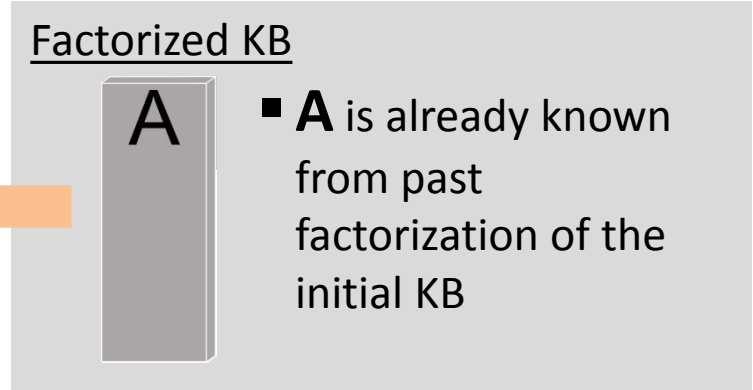 Factorized KB
A
▪ A is already known
from past
factorization of the
initial KB